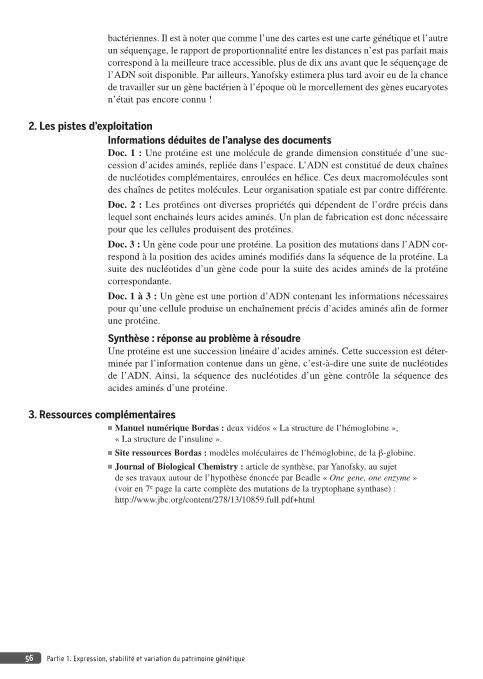 bactériennes. Il est à noter que comme l'une des cartes est une carte génétique et l'autre
un séquençage, le rapport de proportionnalité entre les distances n'est pas parfait mais
correspond à la meilleure trace accessible, plus de dix ans avant que le séquençage de
l'ADN soit disponible. Par ailleurs, Yanofsky estimera plus tard avoir eu de la chance
de travailler sur un gène bactérien à l'époque où le morcellement des gènes eucaryotes
n'était pas encore connu !
2. Les pistes d'exploitation
Informations déduites de l'analyse des documents
Doc. 1 : Une protéine est une molécule de grande dimension constituée d'une suc-
cession d'acides aminés, repliée dans l'espace. L'ADN est constitué de deux chaînes
de nucléotides complémentaires, enroulées en hélice. Ces deux macromolécules sont
des chaînes de petites molécules. Leur organisation spatiale est par contre différente.
Doc. 2 : Les protéines ont diverses propriétés qui dépendent de l'ordre précis dans
lequel sont enchainés leurs acides aminés. Un plan de fabrication est donc nécessaire
pour que les cellules produisent des protéines.
Doc. 3 : Un gène code pour une protéine. La position des mutations dans l'ADN cor-
respond à la position des acides aminés modifiés dans la séquence de la protéine. La
suite des nucléotides d'un gène code pour la suite des acides aminés de la protéine
correspondante.
Doc. 1 à 3 : Un gène est une portion d'ADN contenant les informations nécessaires
pour qu'une cellule produise un enchaînement précis d'acides aminés afin de former
une protéine.
Synthèse : réponse au problème à résoudre
Une protéine est une succession linéaire d'acides aminés. Cette succession est déter-
minée par l'information contenue dans un gène, c'est-à-dire une suite de nucléotides
de l'ADN. Ainsi, la séquence des nucléotides d'un gène contrôle la séquence des
acides aminés d'une protéine.
3. Ressources complémentaires
■ Manuel numérique Bordas : deux vidéos « La structure de l'hémoglobine »,
« La structure de l'insuline ».
■ Site ressources Bordas : modèles moléculaires de l'hémoglobine, de la β-globine.
■ Journal of Biological Chemistry : article de synthèse, par Yanofsky, au sujet
de ses travaux autour de l'hypothèse énoncée par Beadle « One gene, one enzyme »
(voir en 7e page la carte complète des mutations de la tryptophane synthase) :
http://www.jbc.org/content/278/13/10859.full.pdf+html
56 Partie 1. Expression, stabilité et variation du patrimoine génétique